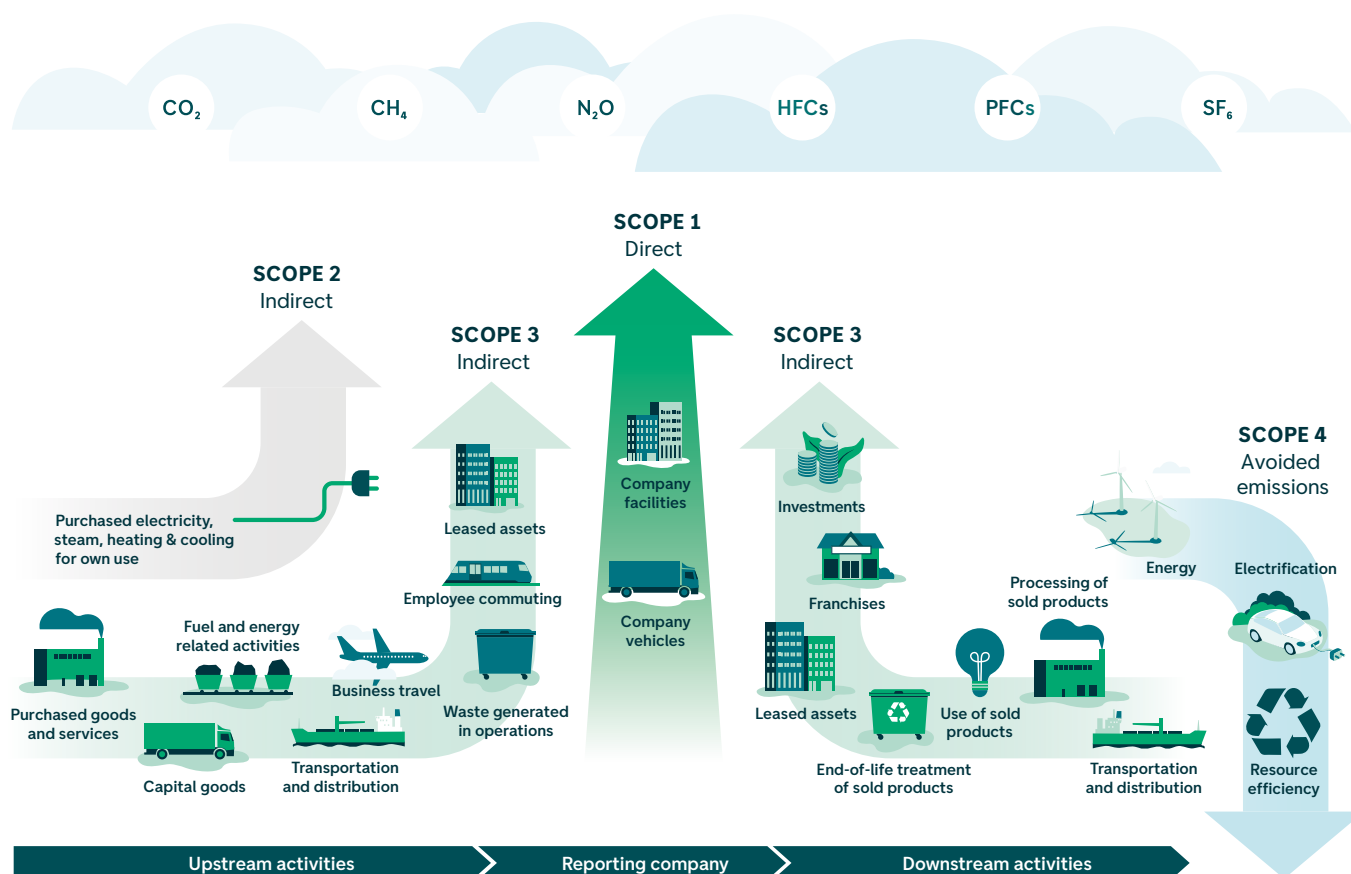 CO₂
CH₄
N₂O
HFCs
PFCs
SF₆
SCOPE 1
Direct
SCOPE 2
Indirect
SCOPE 3
Indirect
SCOPE 3
Indirect
SCOPE 4
Avoided
emissions
Purchased electricity,
steam, heating & cooling
for own use
Leased assets
Employee commuting
Fuel and energy
related activities
Business travel
Purchased goods
and services
Waste generated
in operations
Capital goods
Transportation
and distribution
Company
facilities
Company
vehicles
Investments
Franchises
Leased assets
Processing of
sold products
Use of sold
products
End-of-life treatment
of sold products
Transportation
and distribution
Energy
Electrification
Resource
efficiency
Upstream activities
Reporting company
Downstream activities